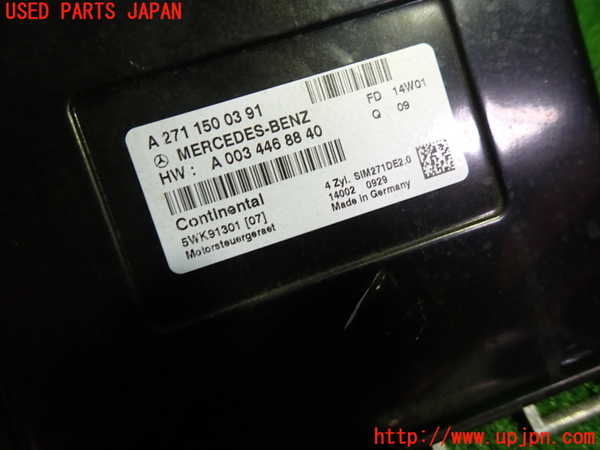 USED PARTS JAPAN
A 271 150 03 91
MERCEDES-BENZ
HW : A 003 446 88 40
FD 14W01
Q 09
Continental
5WK91301 [07]
Motorsteuergeraet
4 Zyl. SIM271DE2.0
14002 0929
Made in Germany
http://www.upjpn.com/